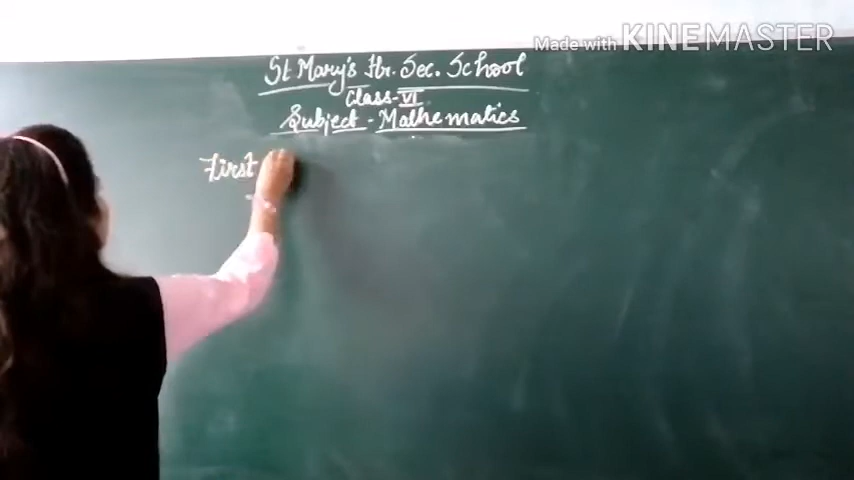 Made with KINEMASTER
St Mary's Hr. Sec. School
Class-VI
Subject - Mathematics
First